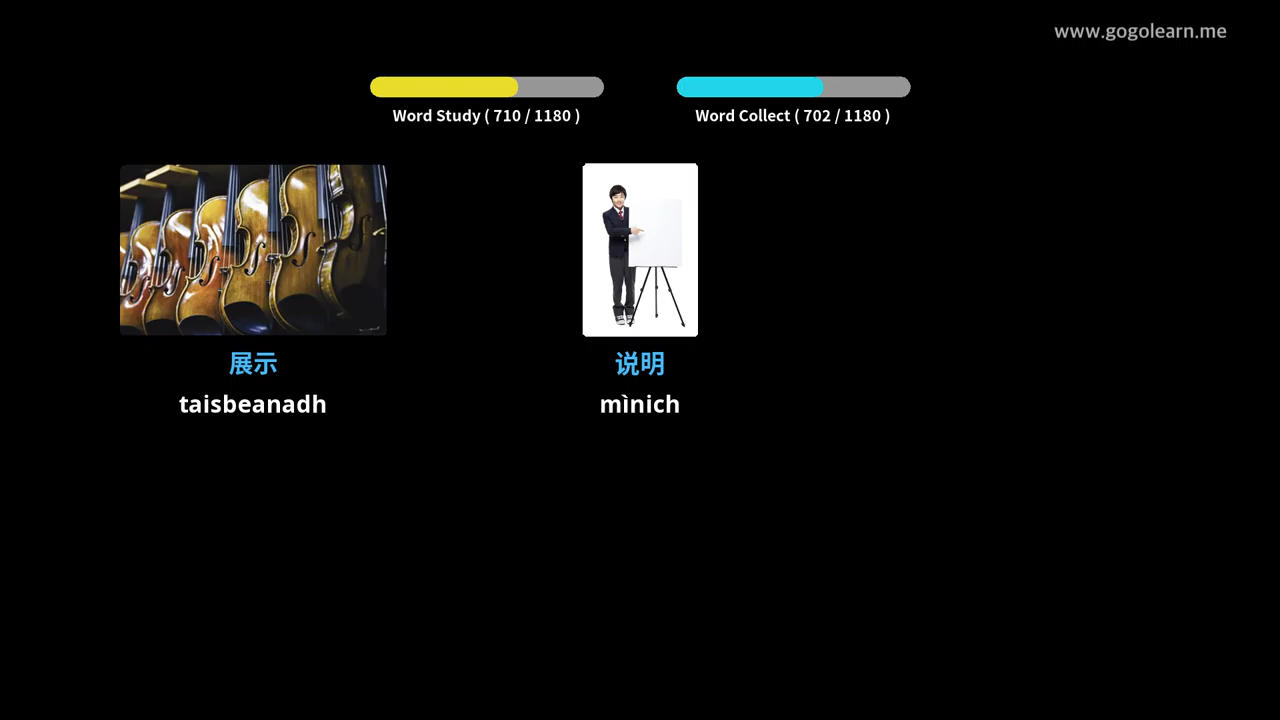 www.gogolearn.me
Word Study ( 710 / 1180 )
Word Collect ( 702 / 1180 )
展示
说明
taisbeanadh
mìnich